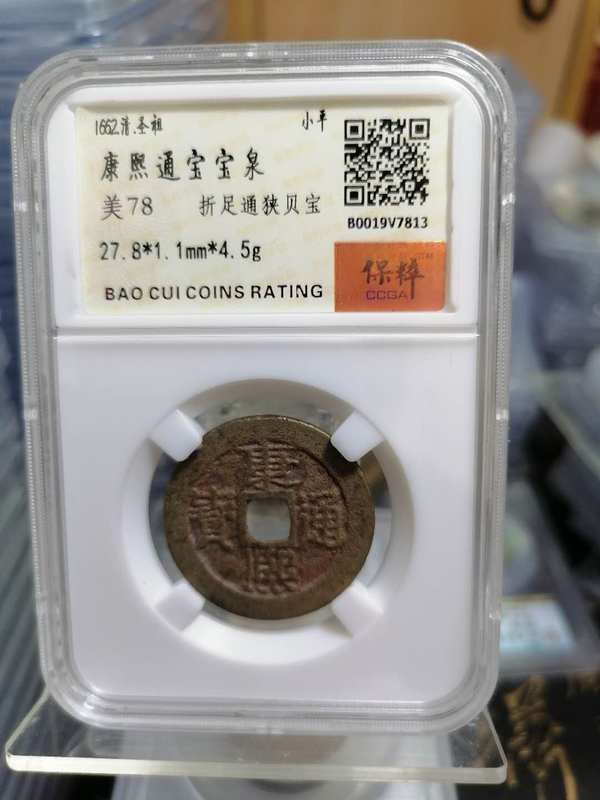 1662.清.圣祖 小平
康熙通宝宝泉
美78 折足通狭贝宝
B0019V7813
27.8*1.1mm*4.5g
保粹
CCGA
BAO CUI COINS RATING
康熙通寳